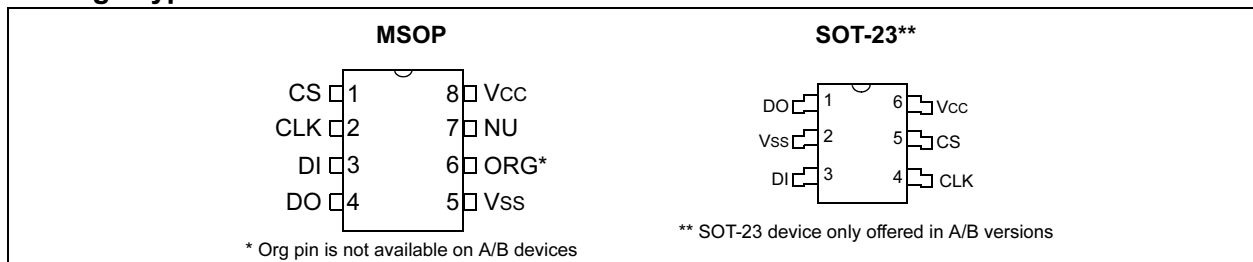 MSOP
CS 1 8 VCC
CLK 2 7 NU
DI 3 6 ORG*
DO 4 5 VSS
* Org pin is not available on A/B devices
SOT-23**
DO 1 6 VCC
VSS 2 5 CS
DI 3 4 CLK
** SOT-23 device only offered in A/B versions